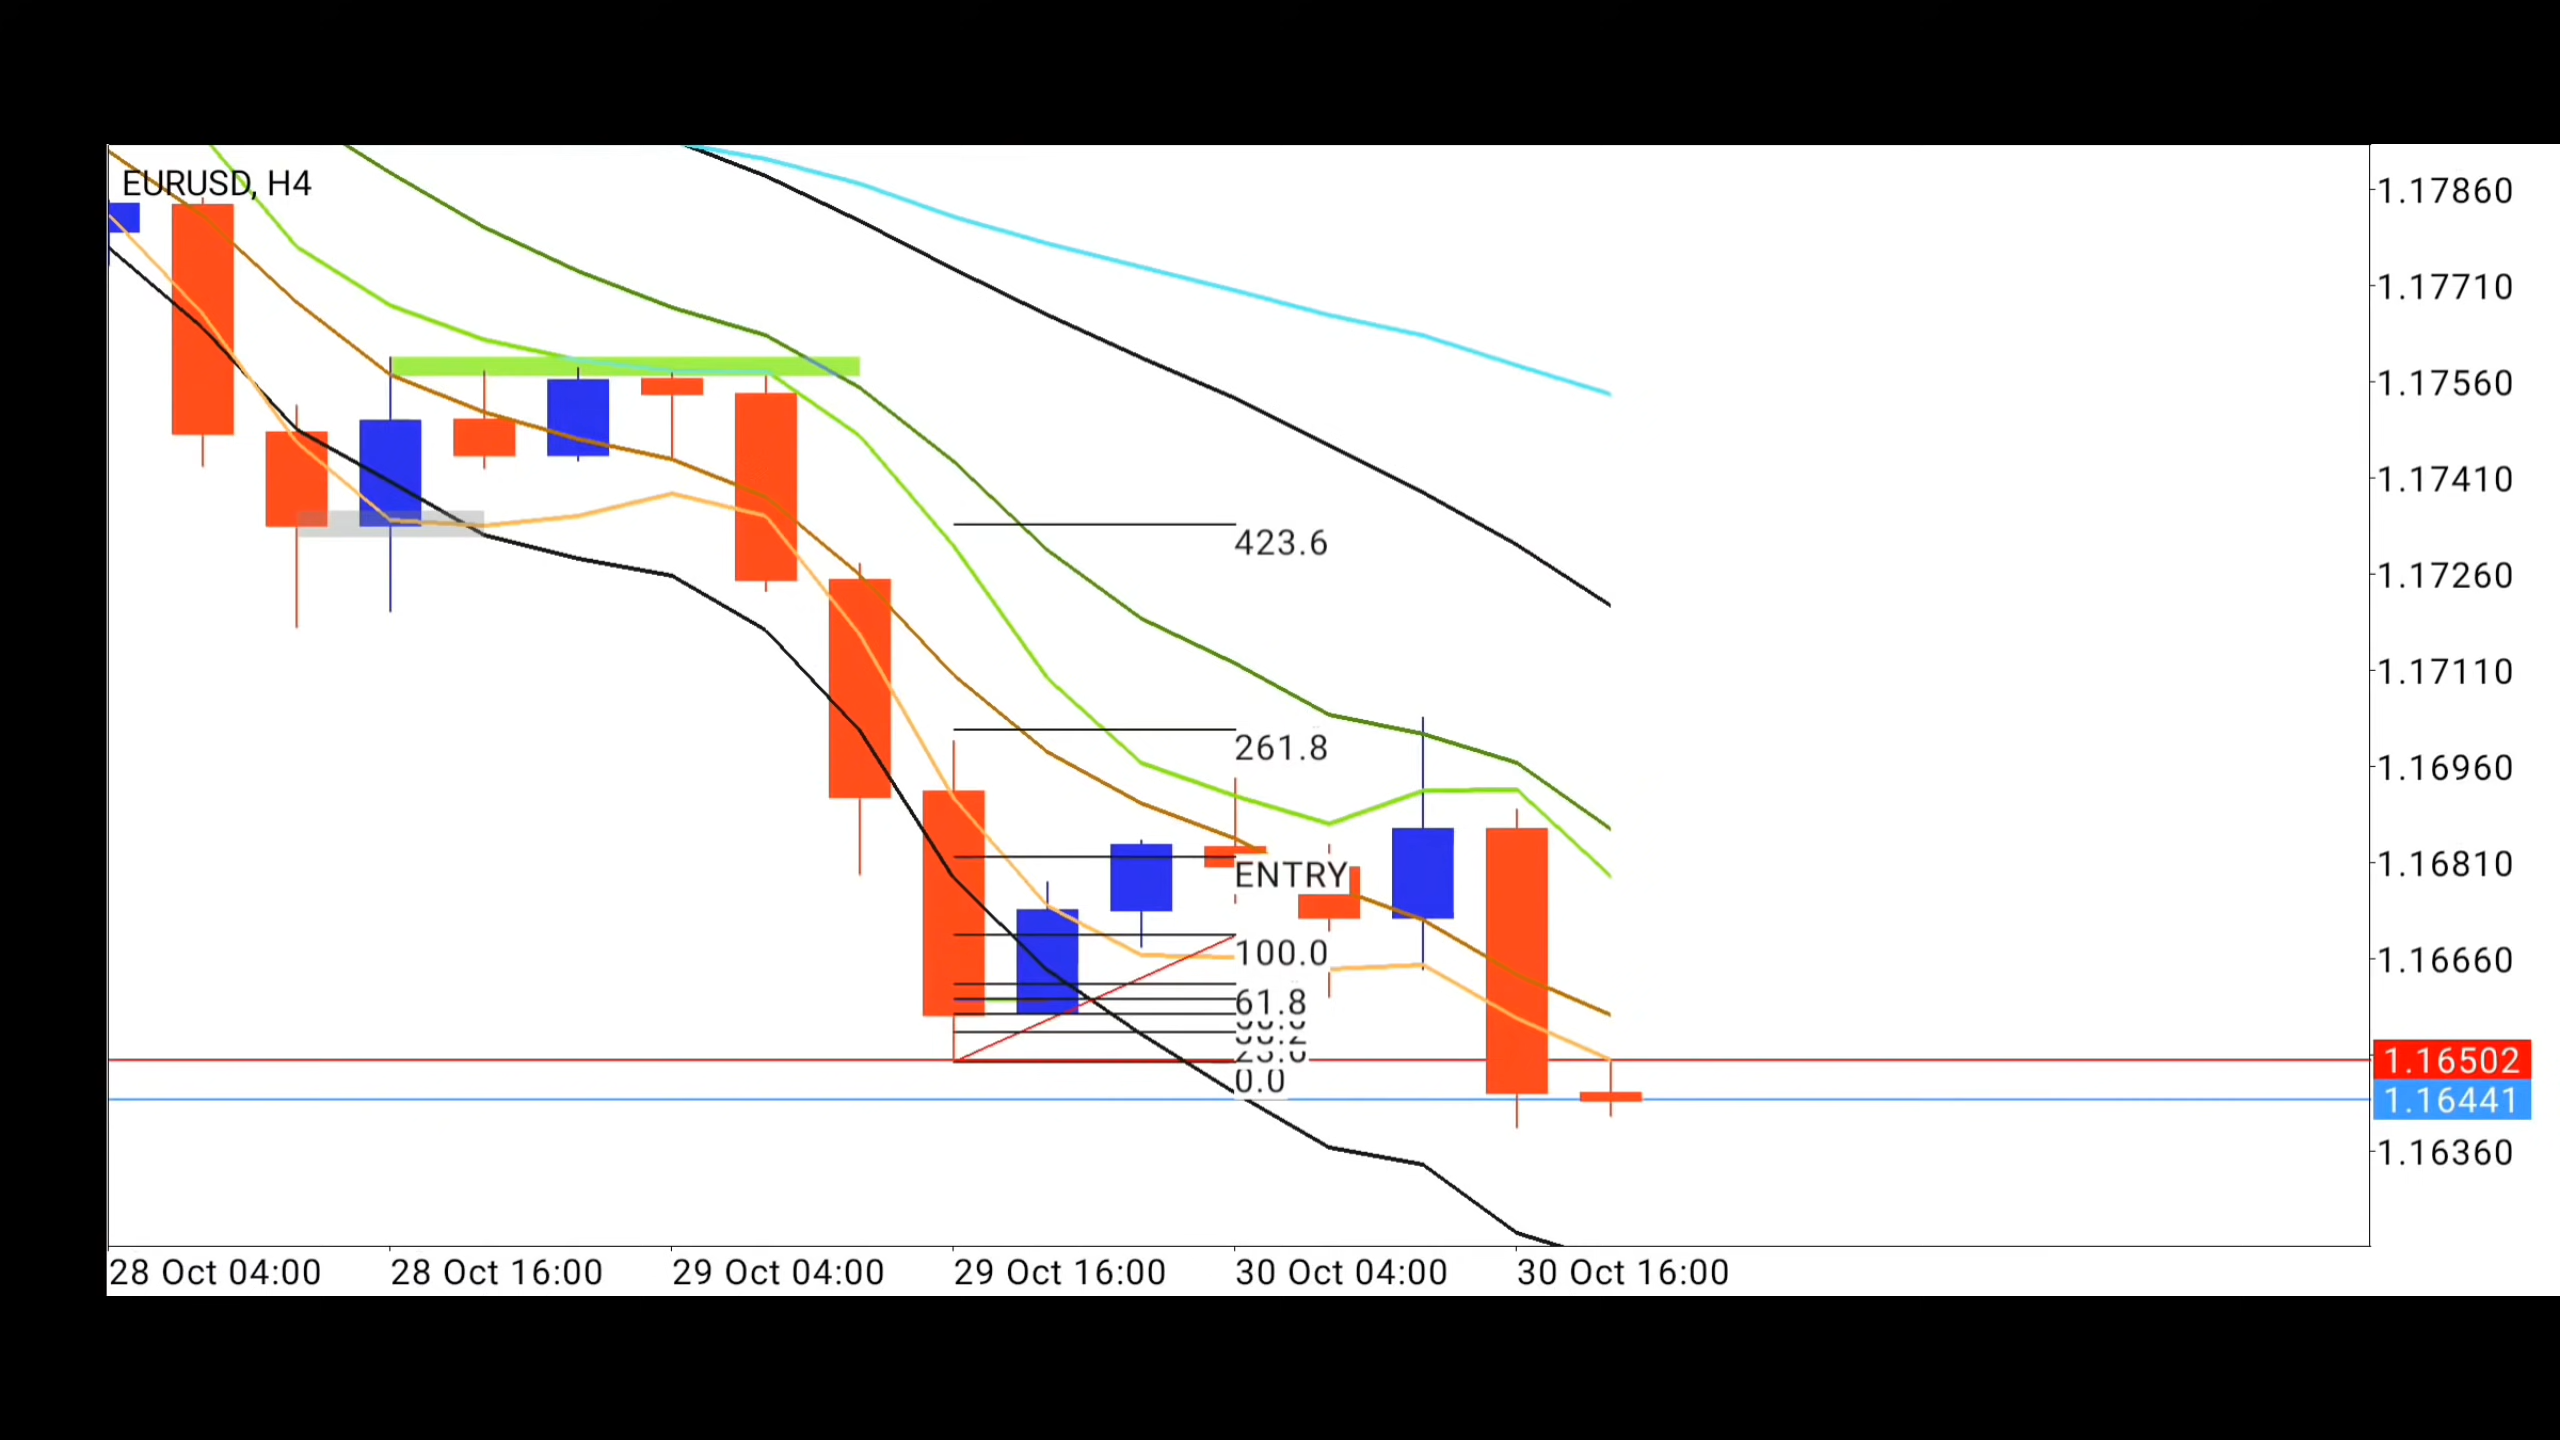 EURUSD, H4
1.17860
1.17710
1.17560
1.17410
423.6
1.17260
1.17110
261.8
1.16960
1.16810
ENTRY
100.0
1.16660
61.8
0.0
1.16502
1.16441
1.16360
28 Oct 04:00
28 Oct 16:00
29 Oct 04:00
29 Oct 16:00
30 Oct 04:00
30 Oct 16:00